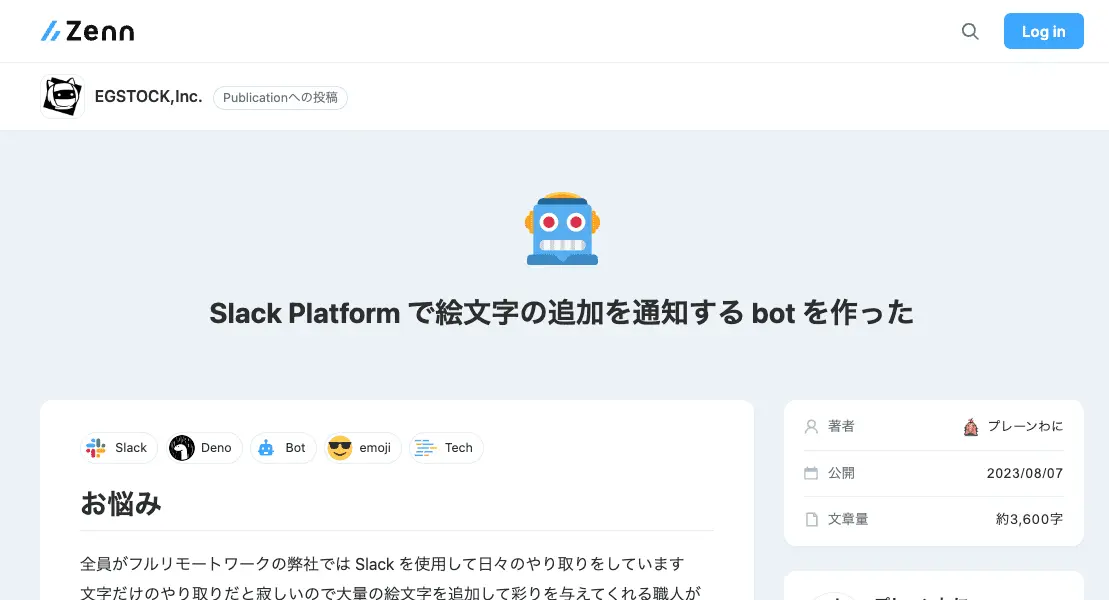 Zenn
Log in
EGSTOCK,Inc.
Publicationへの投稿
Slack Platform で絵文字の追加を通知する bot を作った
Slack
Deno
Bot
emoji
Tech
お悩み
全員がフルリモートワークの弊社では Slack を使用して日々のやり取りをしています
文字だけのやり取りだと寂しいので大量の絵文字を追加して彩りを与えてくれる職人が
著者
プレーンわに
公開
2023/08/07
文章量
約3,600字